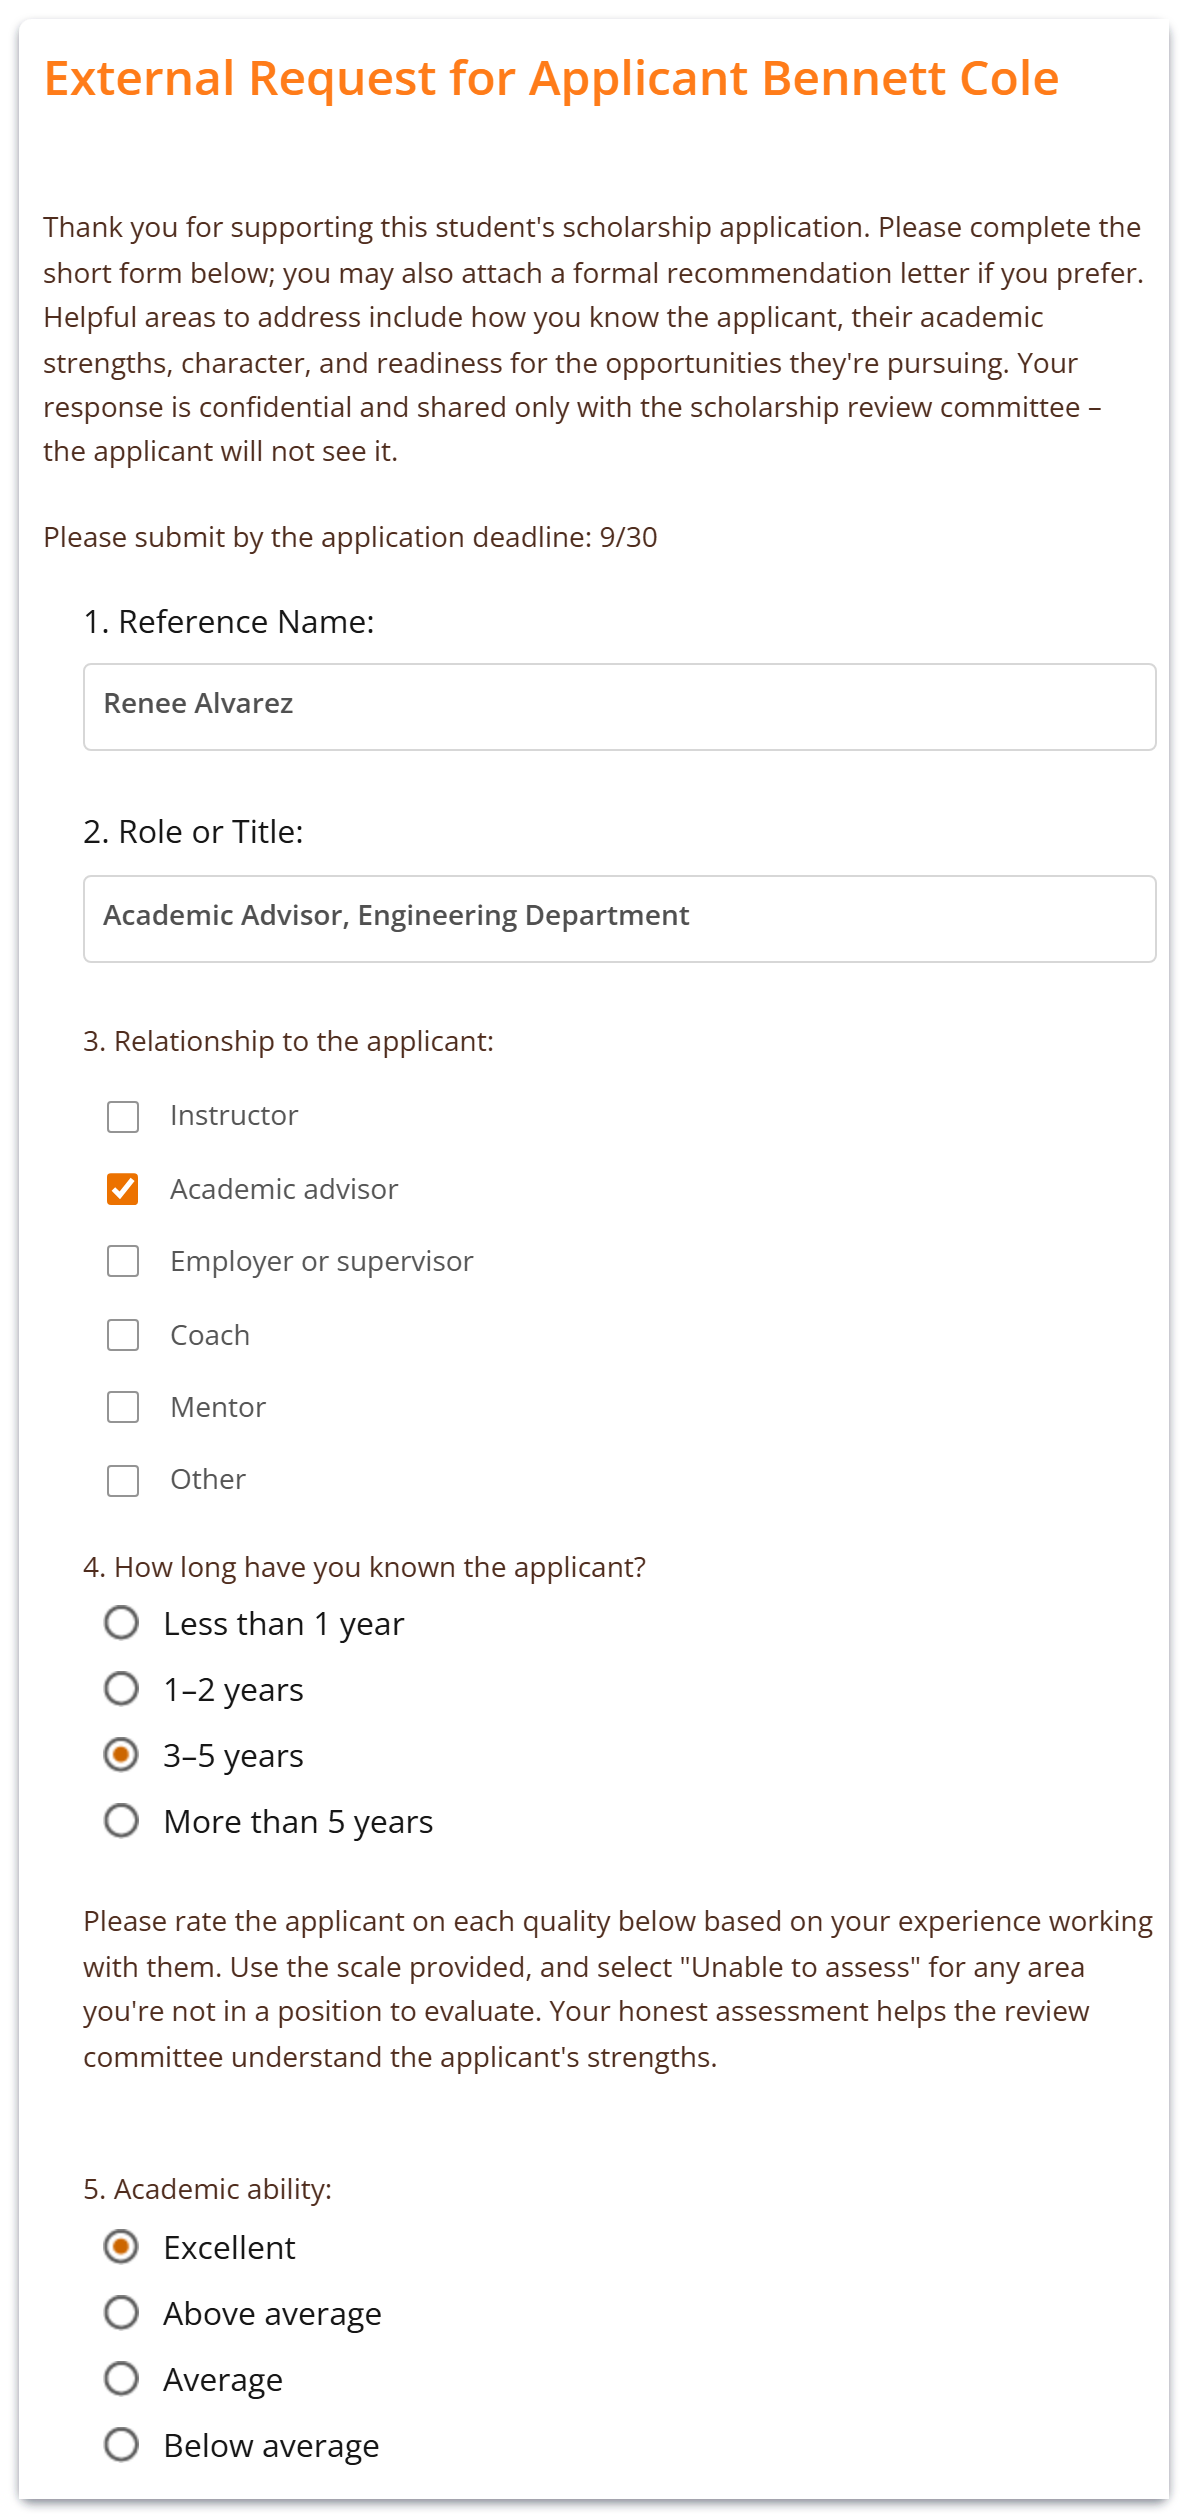 External Request for Applicant Bennett Cole
Thank you for supporting this student's scholarship application. Please complete the
short form below; you may also attach a formal recommendation letter if you prefer.
Helpful areas to address include how you know the applicant, their academic
strengths, character, and readiness for the opportunities they're pursuing. Your
response is confidential and shared only with the scholarship review committee –
the applicant will not see it.
Please submit by the application deadline: 9/30
1. Reference Name:
Renee Alvarez
2. Role or Title:
Academic Advisor, Engineering Department
3. Relationship to the applicant:
Instructor
Academic advisor
Employer or supervisor
Coach
Mentor
Other
4. How long have you known the applicant?
Less than 1 year
1–2 years
3–5 years
More than 5 years
Please rate the applicant on each quality below based on your experience working
with them. Use the scale provided, and select "Unable to assess" for any area
you're not in a position to evaluate. Your honest assessment helps the review
committee understand the applicant's strengths.
5. Academic ability:
Excellent
Above average
Average
Below average